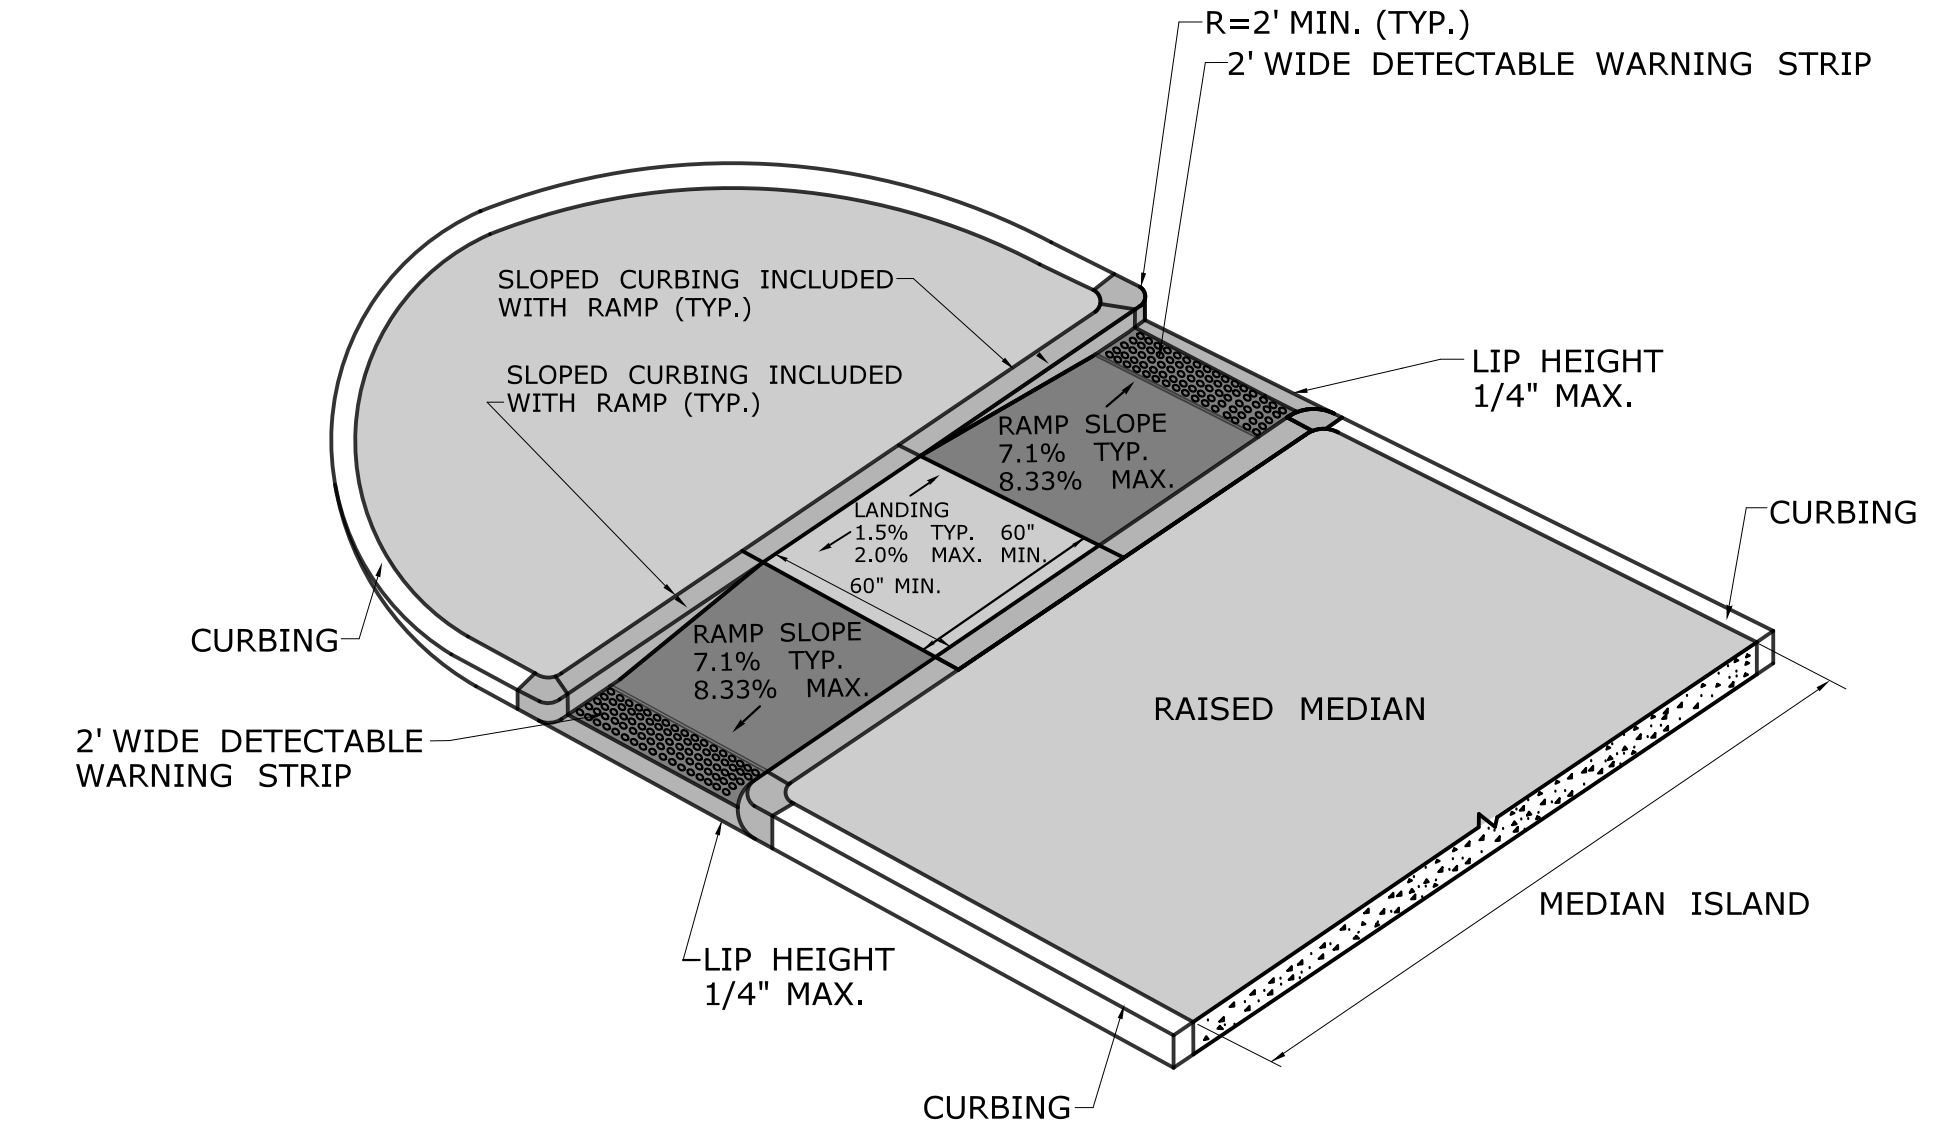 R=2' MIN. (TYP.)
2' WIDE DETECTABLE WARNING STRIP
SLOPED CURBING INCLUDED
WITH RAMP (TYP.)
SLOPED CURBING INCLUDED
WITH RAMP (TYP.)
LIP HEIGHT
1/4" MAX.
RAMP SLOPE
7.1% TYP.
8.33% MAX.
LANDING
1.5% TYP. 60"
2.0% MAX. MIN.
60" MIN.
CURBING
CURBING
RAMP SLOPE
7.1% TYP.
8.33% MAX.
RAISED MEDIAN
2' WIDE DETECTABLE
WARNING STRIP
MEDIAN ISLAND
LIP HEIGHT
1/4" MAX.
CURBING